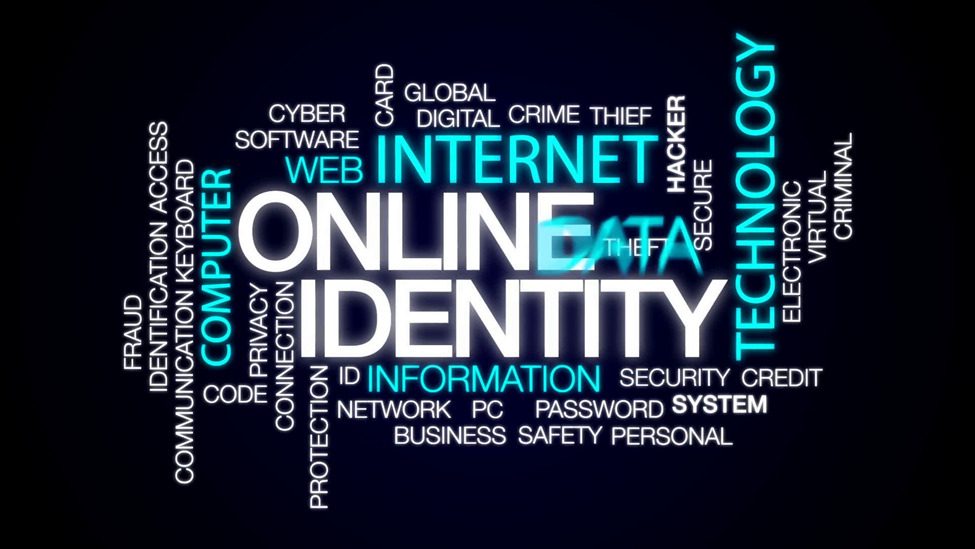 CARD
GLOBAL
CYBER
DIGITAL
CRIME
THIEF
SOFTWARE
WEB
INTERNET
HACKER
SECURE
TECHNOLOGY
ELECTRONIC
VIRTUAL
CRIMINAL
ONLINE
DATA
THEFT
IDENTITY
FRAUD
IDENTIFICATION ACCESS
COMMUNICATION KEYBOARD
COMPUTER
CODE
PRIVACY
CONNECTION
PROTECTION
ID
INFORMATION
SECURITY
CREDIT
NETWORK
PC
PASSWORD
SYSTEM
BUSINESS
SAFETY
PERSONAL